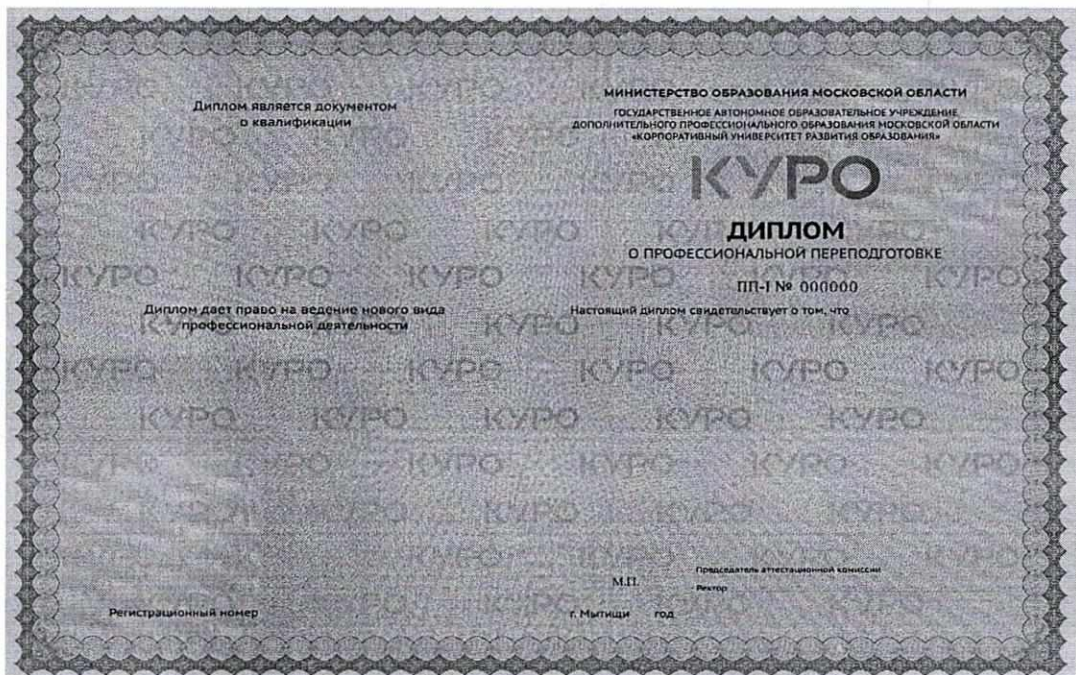 Диплом является документом
о квалификации
Диплом дает право на ведение нового вида
профессиональной деятельности
Регистрационный номер
МИНИСТЕРСТВО ОБРАЗОВАНИЯ МОСКОВСКОЙ ОБЛАСТИ
ГОСУДАРСТВЕННОЕ АВТОНОМНОЕ ОБРАЗОВАТЕЛЬНОЕ УЧРЕЖДЕНИЕ
ДОПОЛНИТЕЛЬНОГО ПРОФЕССИОНАЛЬНОГО ОБРАЗОВАНИЯ МОСКОВСКОЙ ОБЛАСТИ
«КОРПОРАТИВНЫЙ УНИВЕРСИТЕТ РАЗВИТИЯ ОБРАЗОВАНИЯ»
КУРО
ДИПЛОМ
О ПРОФЕССИОНАЛЬНОЙ ПЕРЕПОДГОТОВКЕ
ПП-I № 000000
Настоящий диплом свидетельствует о том, что
Председатель аттестационной комиссии
М.П.
Ректор
г. Мытищи год